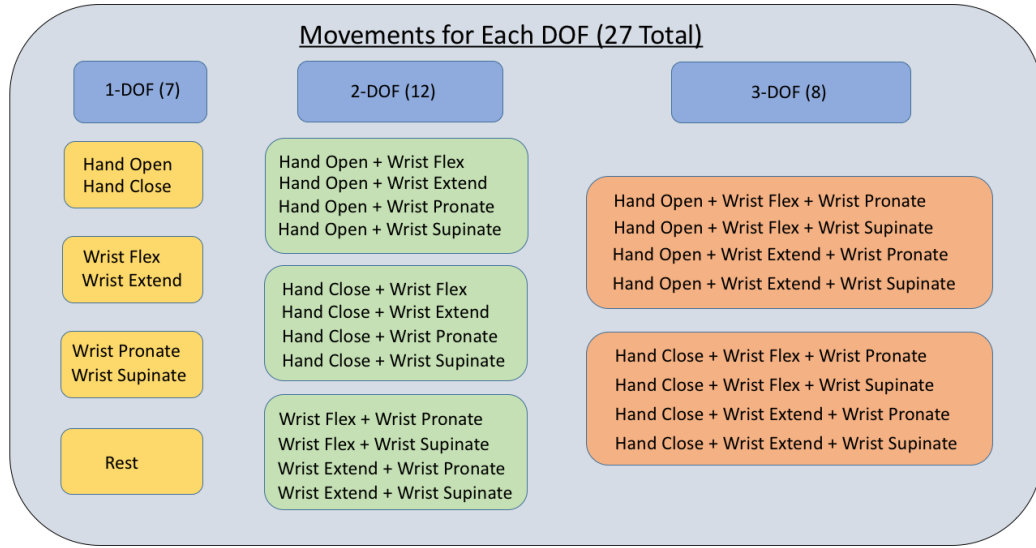 Movements for Each DOF (27 Total)
1-DOF (7)
Hand Open
Hand Close
Wrist Flex
Wrist Extend
Wrist Pronate
Wrist Supinate
Rest
2-DOF (12)
Hand Open + Wrist Flex
Hand Open + Wrist Extend
Hand Open + Wrist Pronate
Hand Open + Wrist Supinate
Hand Close + Wrist Flex
Hand Close + Wrist Extend
Hand Close + Wrist Pronate
Hand Close + Wrist Supinate
Wrist Flex + Wrist Pronate
Wrist Flex + Wrist Supinate
Wrist Extend + Wrist Pronate
Wrist Extend + Wrist Supinate
3-DOF (8)
Hand Open + Wrist Flex + Wrist Pronate
Hand Open + Wrist Flex + Wrist Supinate
Hand Open + Wrist Extend + Wrist Pronate
Hand Open + Wrist Extend + Wrist Supinate
Hand Close + Wrist Flex + Wrist Pronate
Hand Close + Wrist Flex + Wrist Supinate
Hand Close + Wrist Extend + Wrist Pronate
Hand Close + Wrist Extend + Wrist Supinate